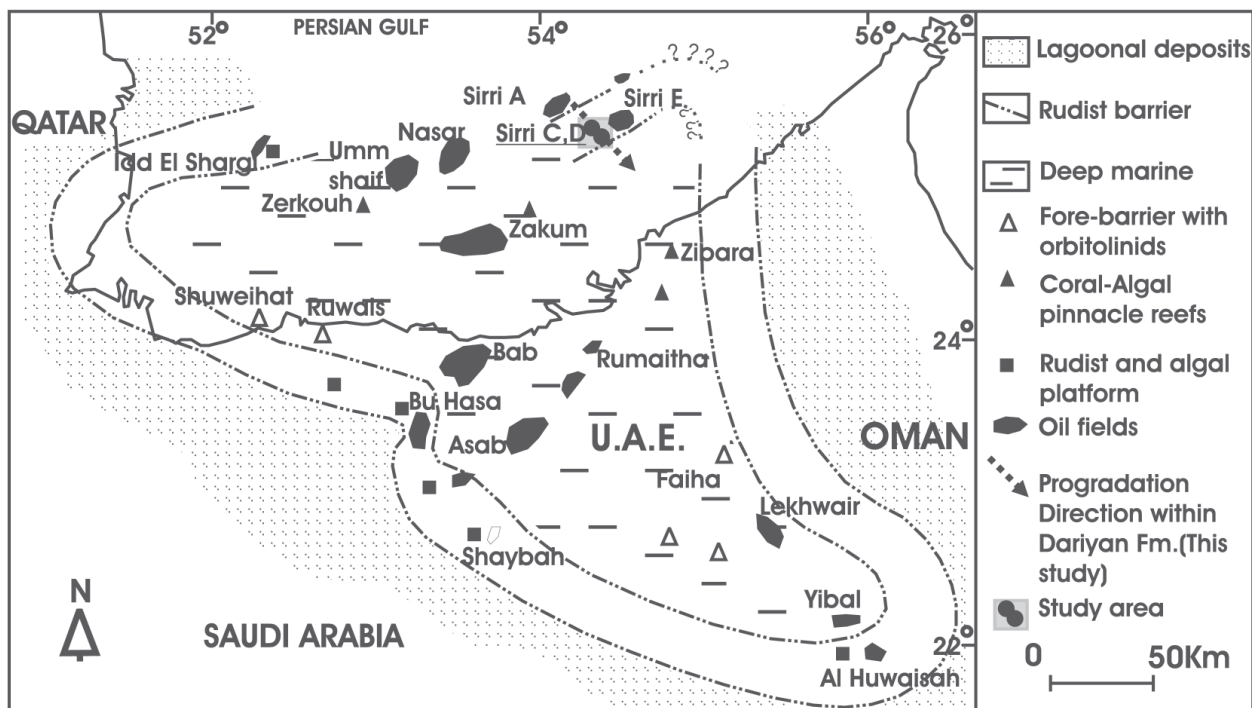 52°
PERSIAN GULF
54°
56°
26°
QATAR
Sirri A
Sirri E
Sirri C,D
? ? ? ?
? ? ?
Nasar
Idd El Shargi
Umm
shaif
Zerkouh
Zakum
Zibara
Shuweihat
Ruwais
24°
Bab
Rumaitha
Bu Hasa
Asab
U.A.E.
OMAN
Faiha
Lekhwair
Shaybah
Yibal
N
SAUDI ARABIA
22°
Al Huwaisah
Lagoonal deposits
Rudist barrier
Deep marine
Fore-barrier with
orbitolinids
Coral-Algal
pinnacle reefs
Rudist and algal
platform
Oil fields
Progradation
Direction within
Dariyan Fm.(This
study)
Study area
0 50Km